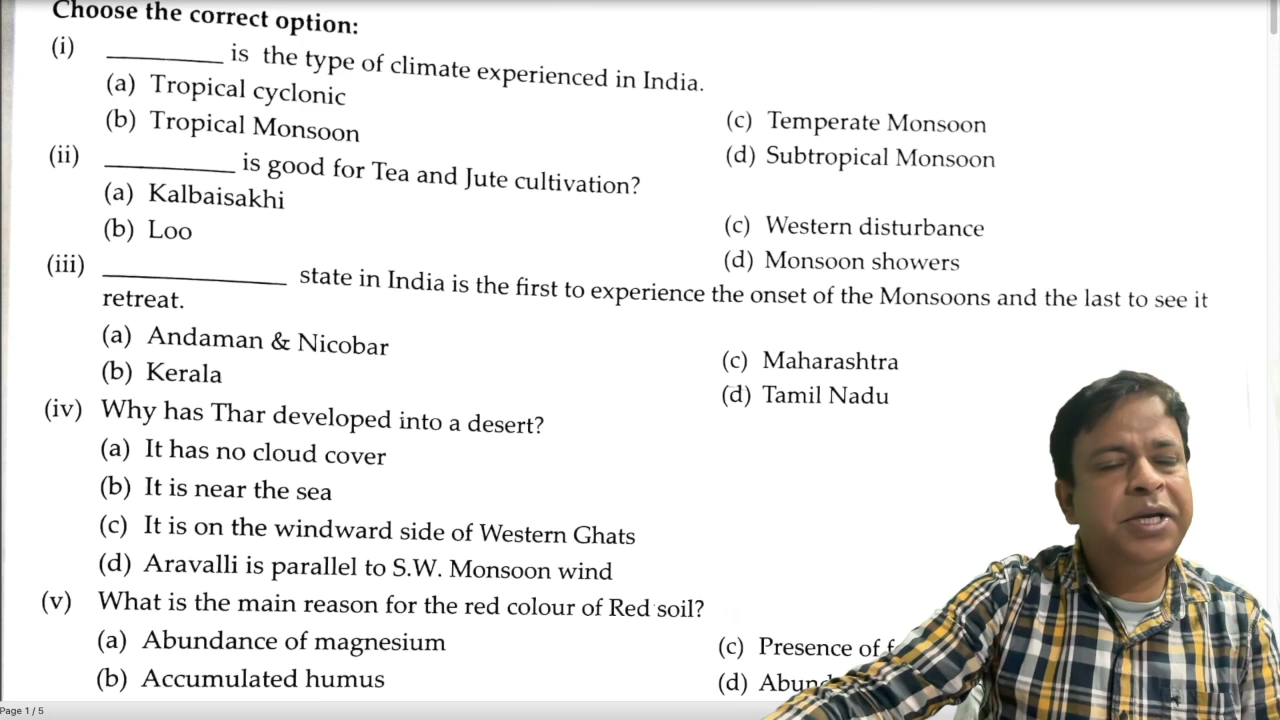 Choose the correct option:
(i) __________ is the type of climate experienced in India.
(a) Tropical cyclonic
(b) Tropical Monsoon
(c) Temperate Monsoon
(d) Subtropical Monsoon
(ii) __________ is good for Tea and Jute cultivation?
(a) Kalbaisakhi
(b) Loo
(c) Western disturbance
(d) Monsoon showers
(iii) __________ state in India is the first to experience the onset of the Monsoons and the last to see it
retreat.
(a) Andaman & Nicobar
(b) Kerala
(c) Maharashtra
(d) Tamil Nadu
(iv) Why has Thar developed into a desert?
(a) It has no cloud cover
(b) It is near the sea
(c) It is on the windward side of Western Ghats
(d) Aravalli is parallel to S.W. Monsoon wind
(v) What is the main reason for the red colour of Red soil?
(a) Abundance of magnesium
(b) Accumulated humus
(c) Presence of
(d)
Page 1 / 5